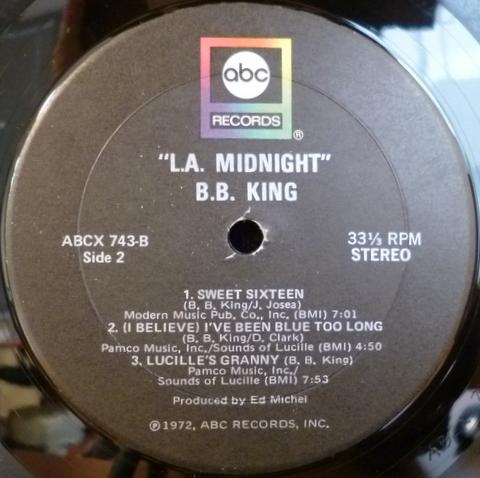 abc
RECORDS
®
"L.A. MIDNIGHT"
B.B. KING
ABCX 743-B
Side 2
33⅓ RPM
STEREO
1. SWEET SIXTEEN
(B. B. King/J. Josea)
Modern Music Pub. Co., Inc. (BMI) 7:01
2. (I BELIEVE) I'VE BEEN BLUE TOO LONG
(B. B. King/D. Clark)
Pamco Music, Inc./Sounds of Lucille (BMI) 4:50
3. LUCILLE'S GRANNY (B. B. King)
Pamco Music, Inc./
Sounds of Lucille (BMI) 7:53
Produced by Ed Michel
℗1972, ABC RECORDS, INC.